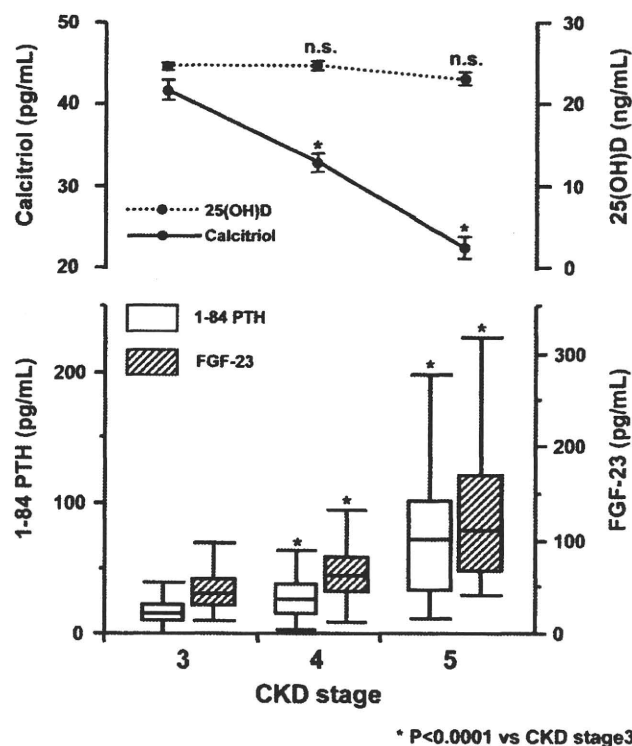 50
40
30
20
Calcitriol (pg/mL)
n.s.
n.s.
*
*
25(OH)D
Calcitriol
30
20
10
0
25(OH)D (ng/mL)
1-84 PTH
FGF-23
200
100
0
1-84 PTH (pg/mL)
*
*
*
*
300
200
100
0
FGF-23 (pg/mL)
3
4
5
CKD stage
* P<0.0001 vs CKD stage3